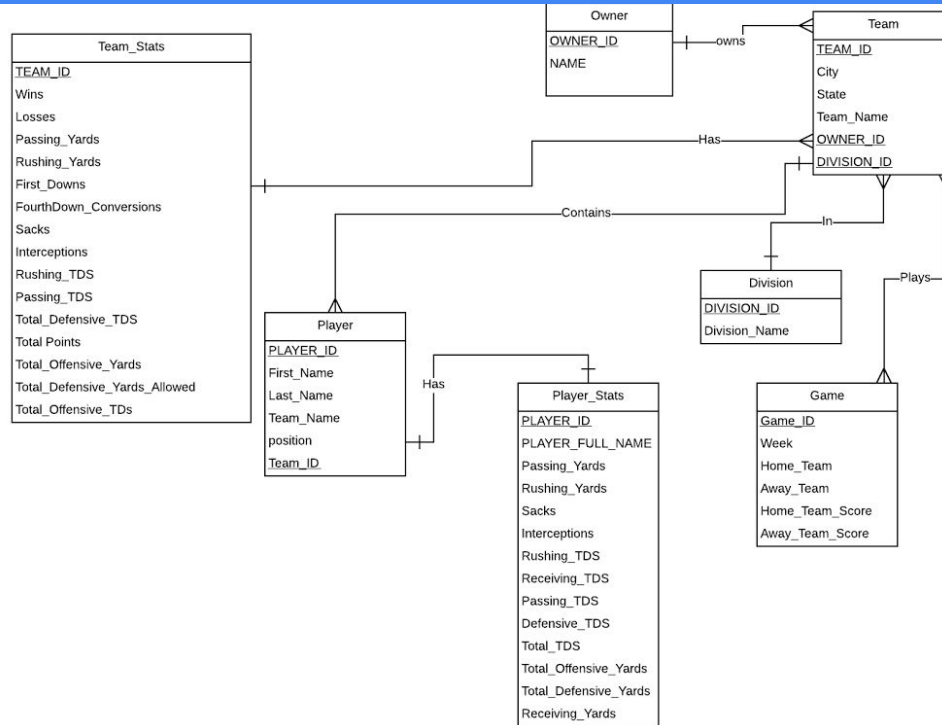 Owner
OWNER_ID
NAME
owns
Team
TEAM_ID
City
State
Team_Name
OWNER_ID
DIVISION_ID
Team_Stats
TEAM_ID
Wins
Losses
Passing_Yards
Rushing_Yards
First_Downs
FourthDown_Conversions
Sacks
Interceptions
Rushing_TDS
Passing_TDS
Total_Defensive_TDS
Total Points
Total_Offensive_Yards
Total_Defensive_Yards_Allowed
Total_Offensive_TDs
Has
Contains
In
Plays
Division
DIVISION_ID
Division_Name
Player
PLAYER_ID
First_Name
Last_Name
Team_Name
position
Team_ID
Has
Player_Stats
PLAYER_ID
PLAYER_FULL_NAME
Passing_Yards
Rushing_Yards
Sacks
Interceptions
Rushing_TDS
Receiving_TDS
Passing_TDS
Defensive_TDS
Total_TDS
Total_Offensive_Yards
Total_Defensive_Yards
Receiving_Yards
Game
Game_ID
Week
Home_Team
Away_Team
Home_Team_Score
Away_Team_Score